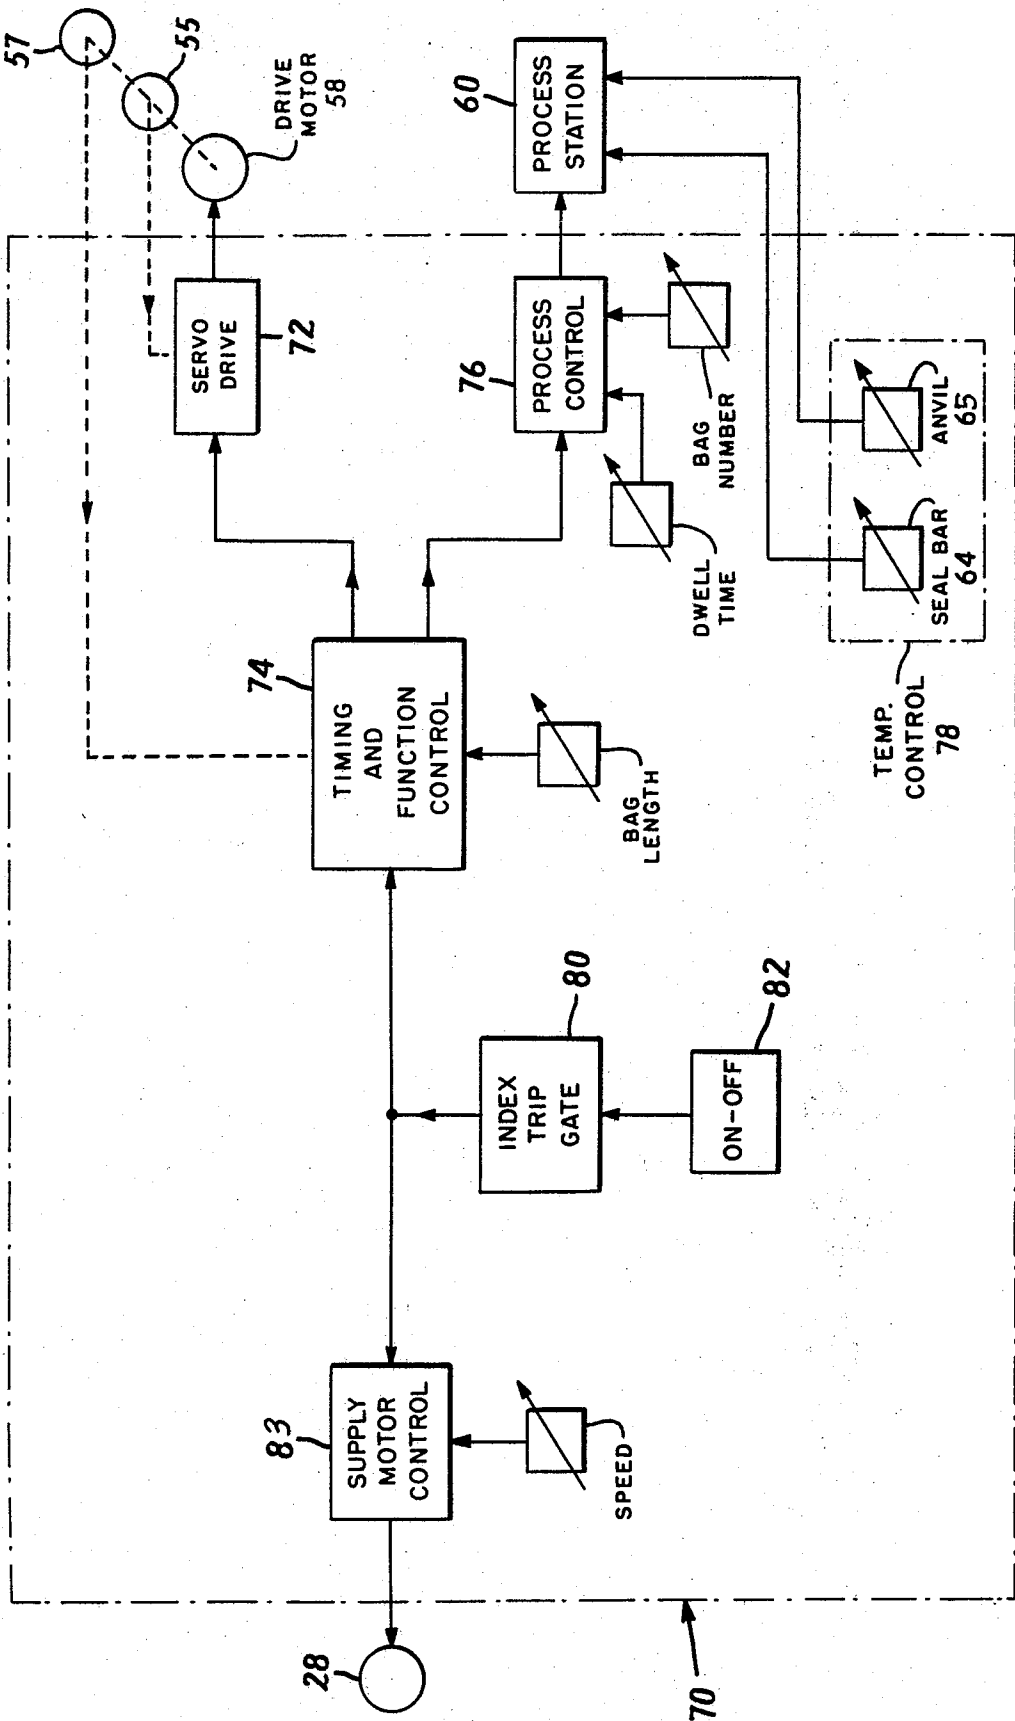 57
55
DRIVE
MOTOR
58
SERVO
DRIVE
72
60
PROCESS
STATION
76
PROCESS
CONTROL
BAG
NUMBER
DWELL
TIME
ANVIL
65
SEAL BAR
64
TEMP.
CONTROL
78
74
TIMING
AND
FUNCTION
CONTROL
BAG
LENGTH
INDEX
TRIP
GATE
80
ON-OFF
82
83
SUPPLY
MOTOR
CONTROL
SPEED
28
70